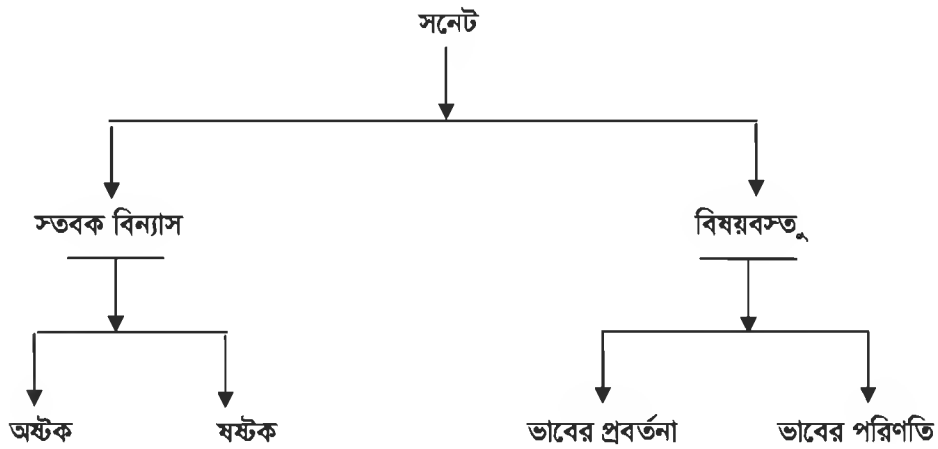 সনেট
স্তবক বিন্যাস বিষয়বস্তু
অষ্টক ষষ্টক ভাবের প্রবর্তনা ভাবের পরিণতি